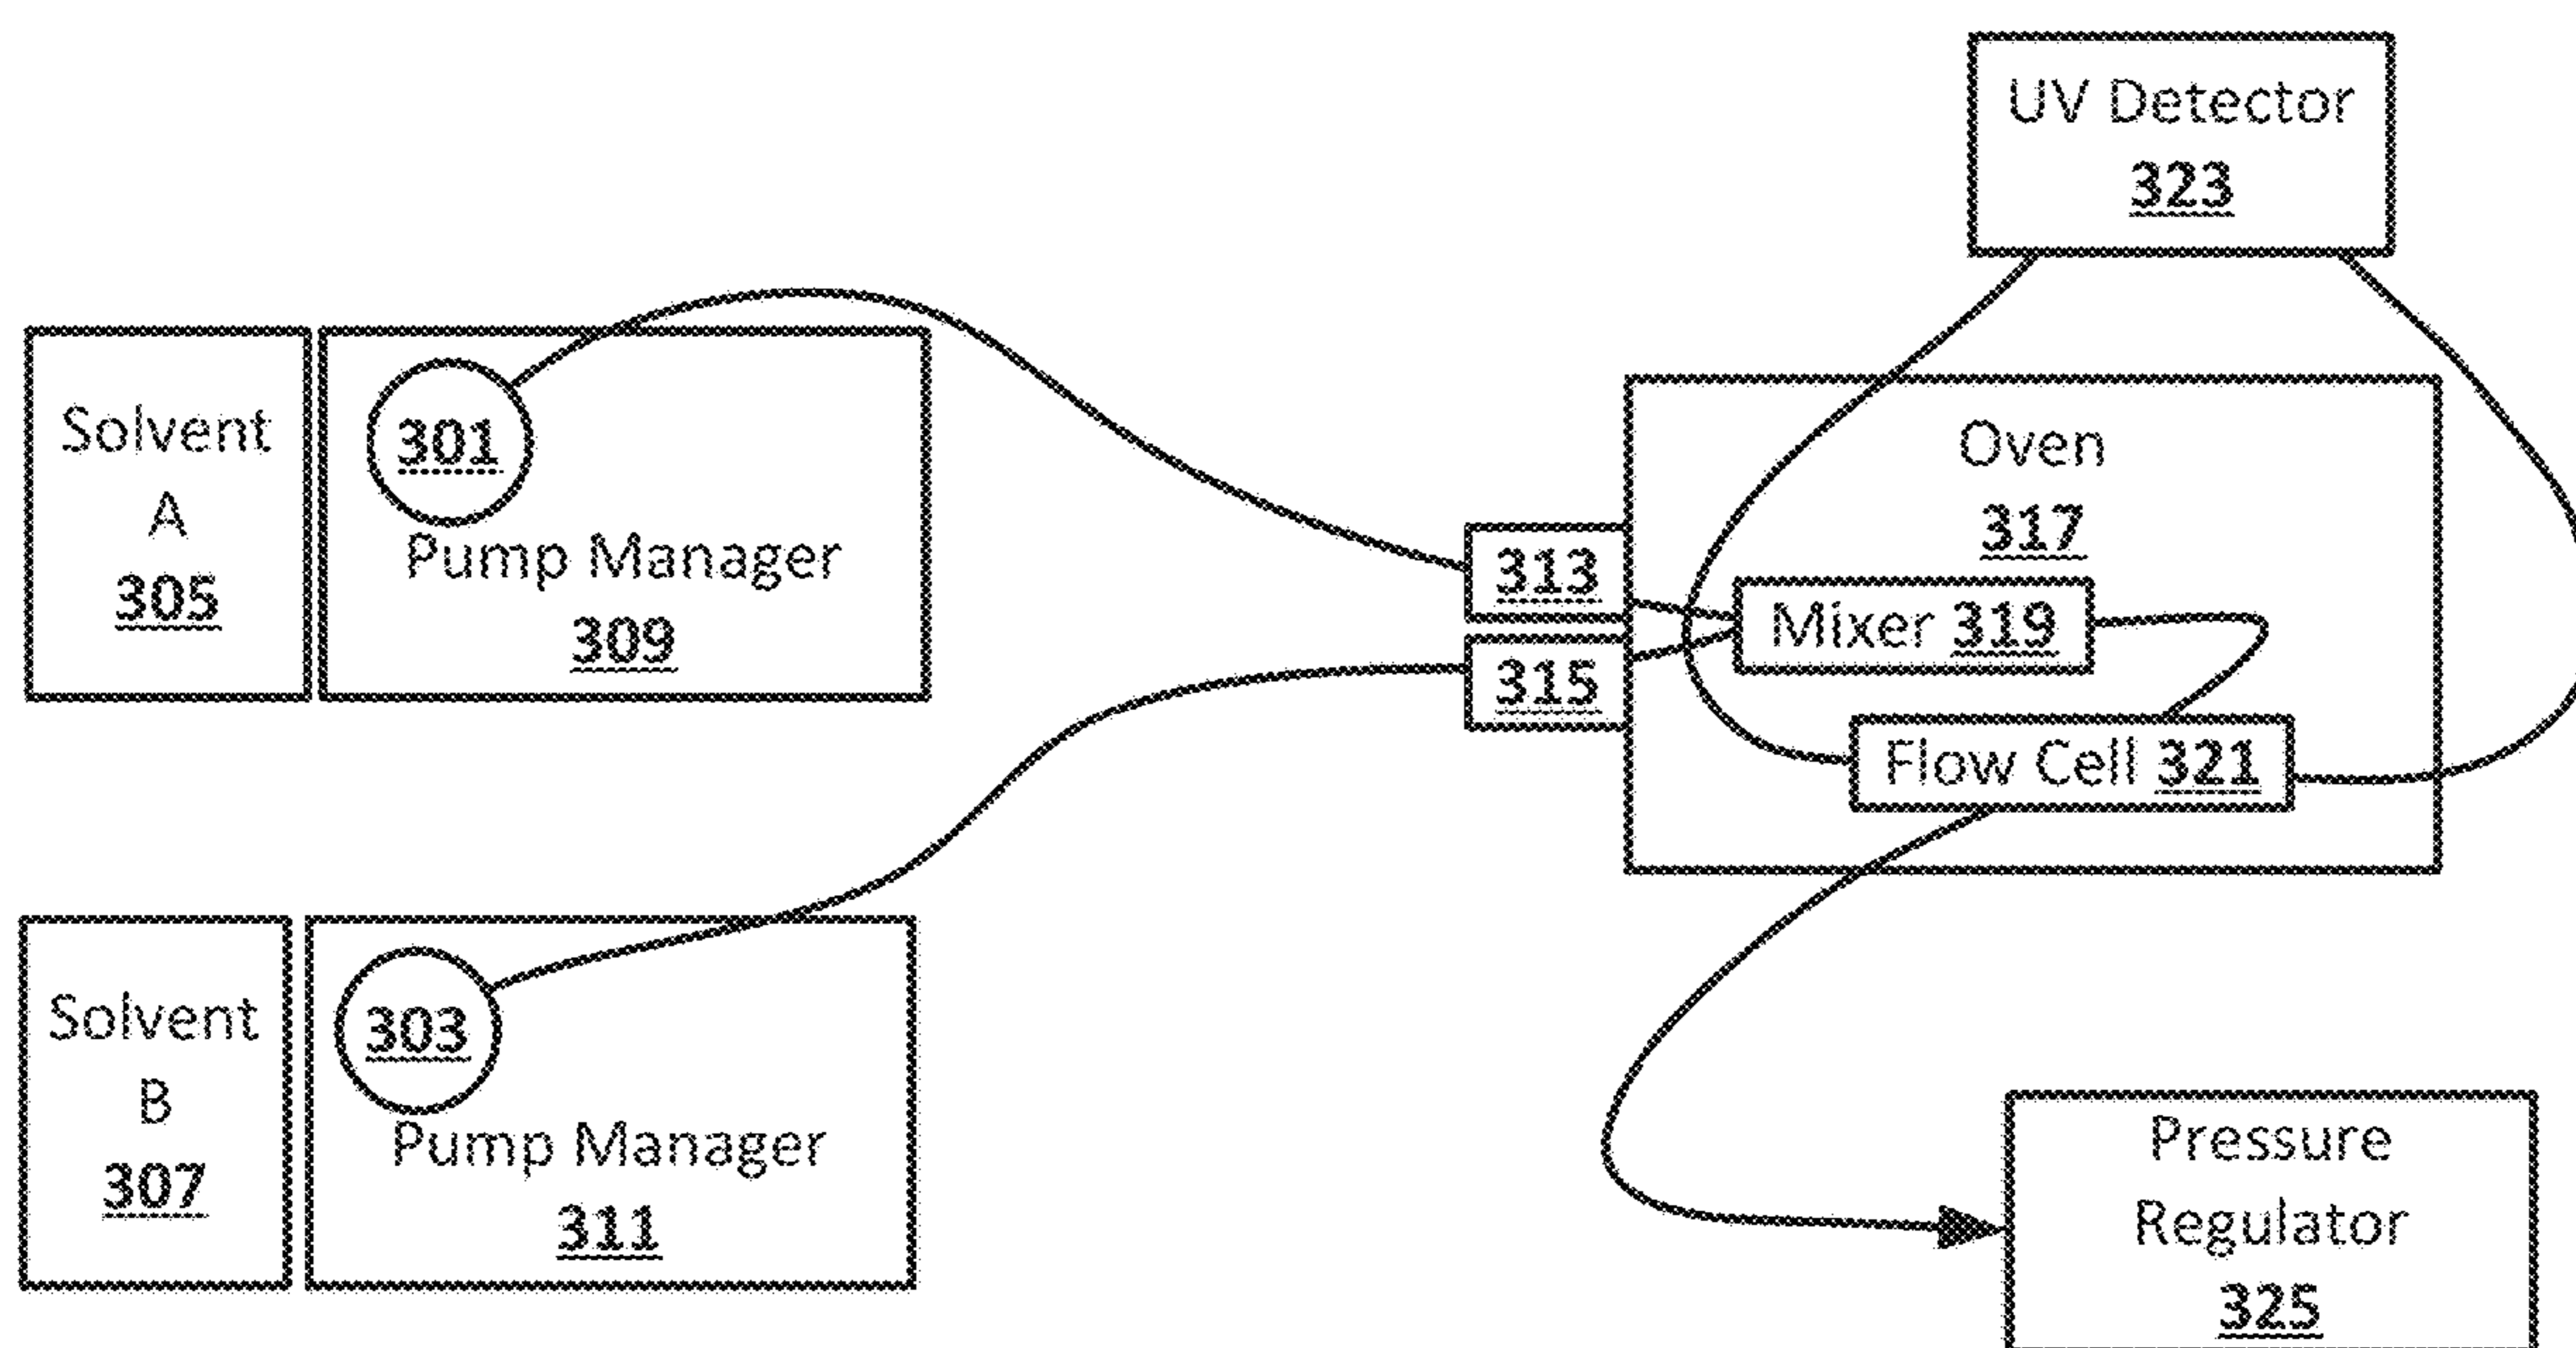 UV Detector
323
Solvent
A
305
301
Pump Manager
309
313
315
Oven
317
Mixer 319
Flow Cell 321
Solvent
B
307
303
Pump Manager
311
Pressure
Regulator
325